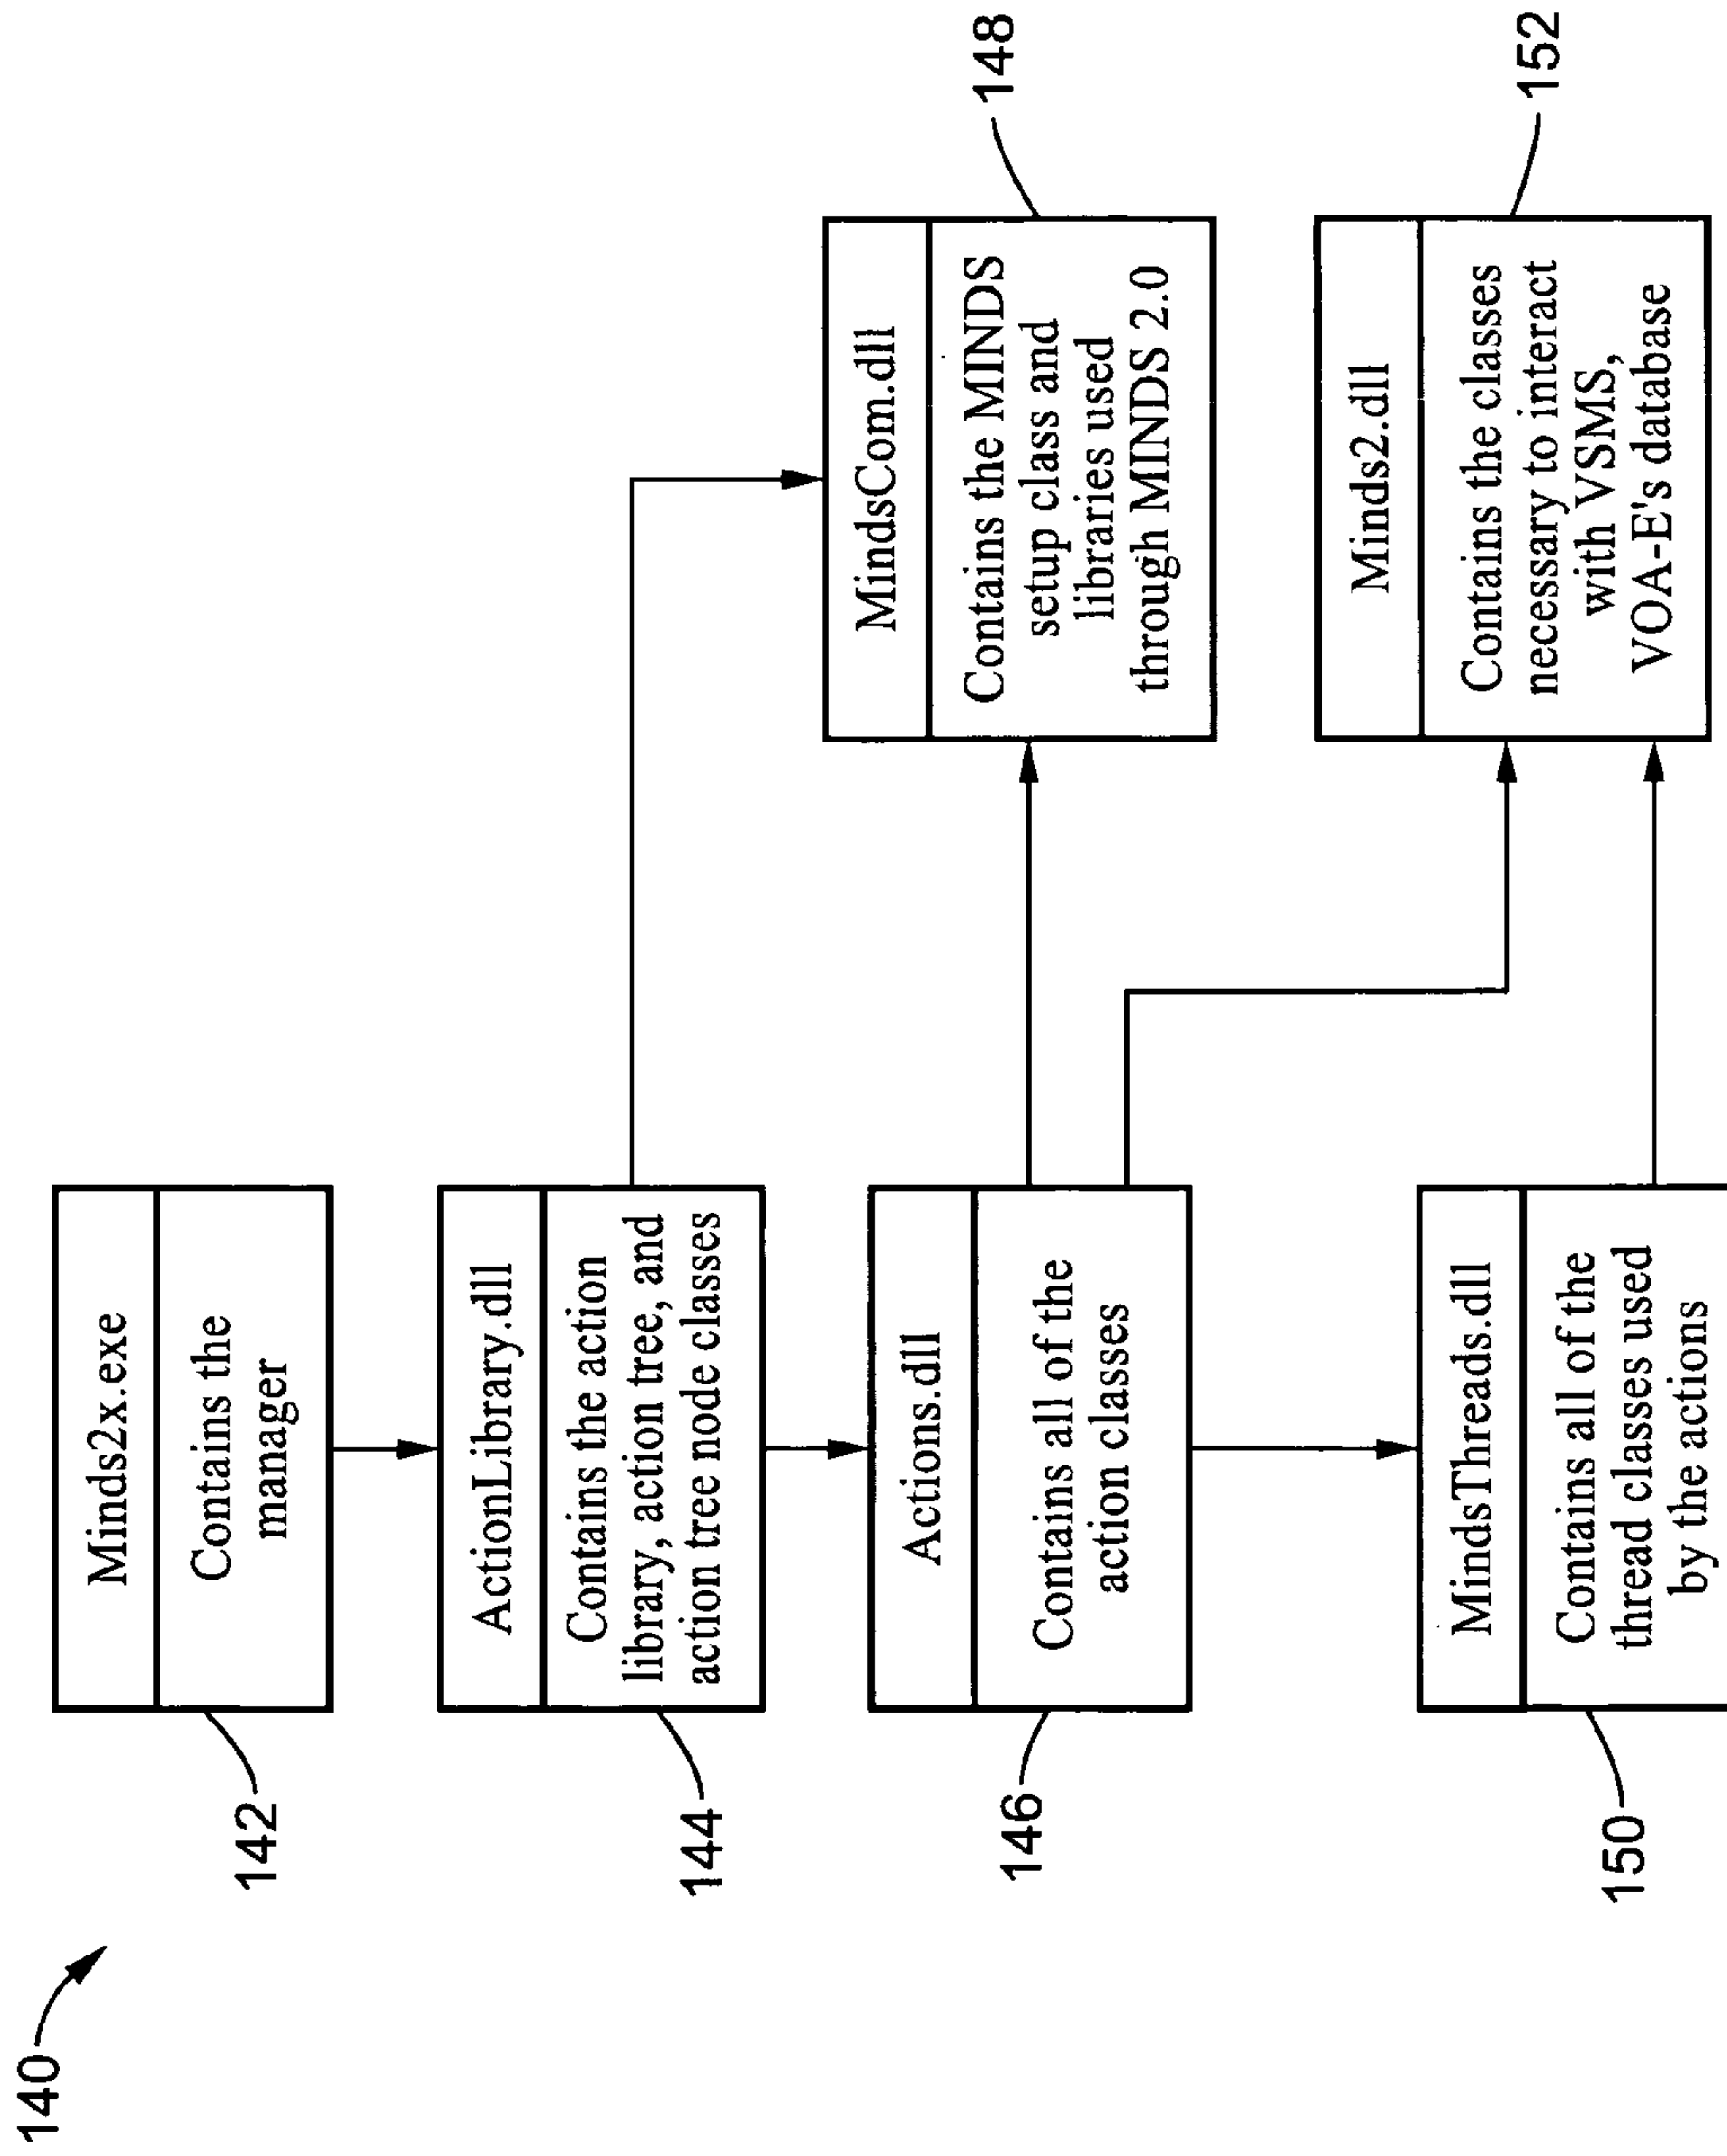 140
142
Minds2x.exe
Contains the
manager
144
ActionLibrary.dll
Contains the action
library, action tree, and
action tree node classes
146
Actions.dll
Contains all of the
action classes
148
MindsCom.dll
Contains the MINDS
setup class and
libraries used
through MINDS 2.0
150
MindsThreads.dll
Contains all of the
thread classes used
by the actions
152
Minds2.dll
Contains the classes
necessary to interact
with VSMS,
VOA-E's database